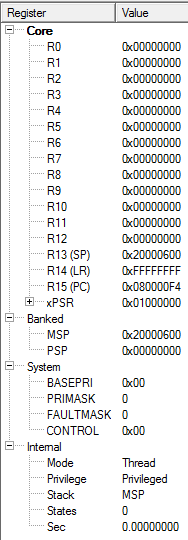 Register Value
Core
R0 0x00000000
R1 0x00000000
R2 0x00000000
R3 0x00000000
R4 0x00000000
R5 0x00000000
R6 0x00000000
R7 0x00000000
R8 0x00000000
R9 0x00000000
R10 0x00000000
R11 0x00000000
R12 0x00000000
R13 (SP) 0x20000600
R14 (LR) 0xFFFFFFFF
R15 (PC) 0x080000F4
xPSR 0x01000000
Banked
MSP 0x20000600
PSP 0x00000000
System
BASEPRI 0x00
PRIMASK 0
FAULTMASK 0
CONTROL 0x00
Internal
Mode Thread
Privilege Privileged
Stack MSP
States 0
Sec 0.00000000